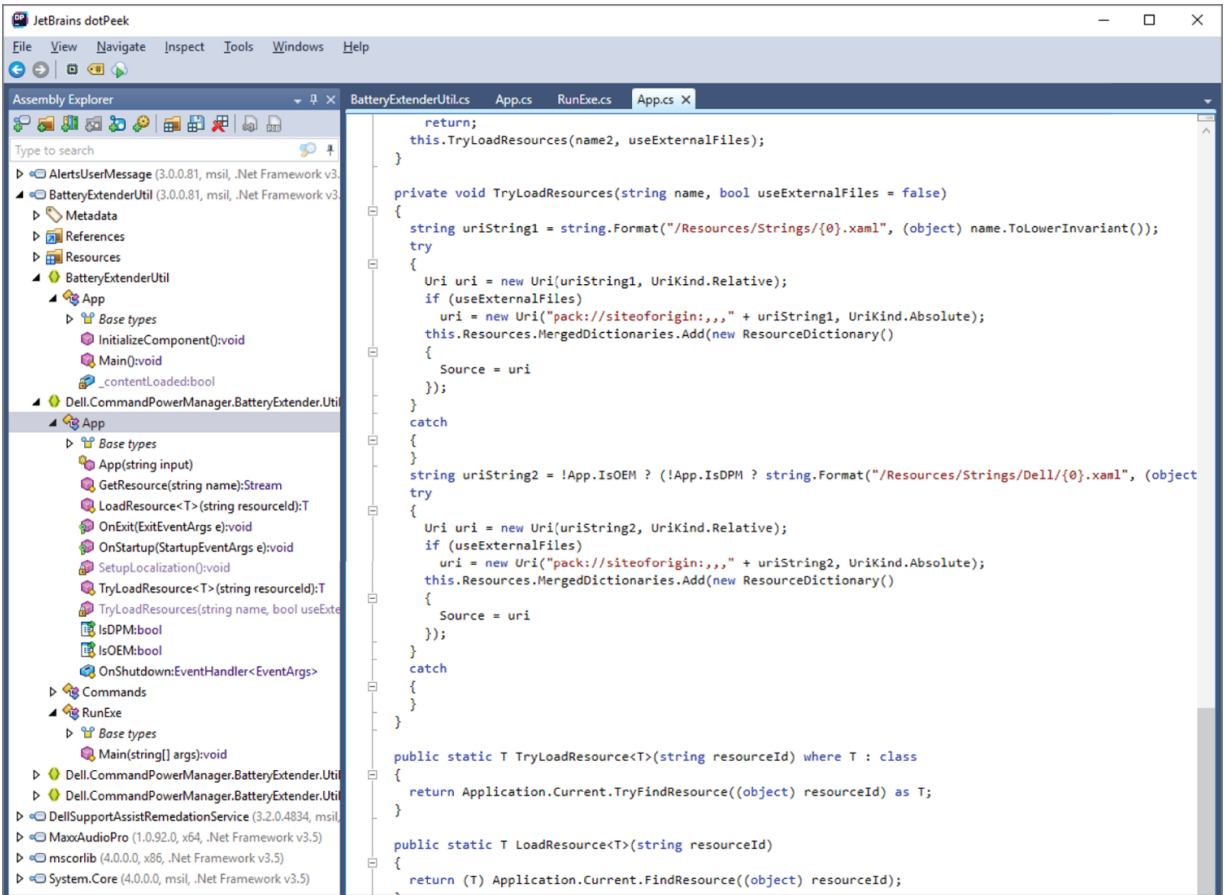 JetBrains dotPeek
File View Navigate Inspect Tools Windows Help
Assembly Explorer
Type to search
AlertsUserMessage (3.0.0.81, msil, .Net Framework v3.
BatteryExtenderUtil (3.0.0.81, msil, .Net Framework v3.
Metadata
References
Resources
BatteryExtenderUtil
App
Base types
InitializeComponent():void
Main():void
_contentLoaded:bool
Dell.CommandPowerManager.BatteryExtender.Util
App
Base types
App(string input)
GetResource(string name):Stream
LoadResource<T>(string resourceId):T
OnExit(ExitEventArgs e):void
OnStartup(StartupEventArgs e):void
SetupLocalization():void
TryLoadResource<T>(string resourceId):T
TryLoadResources(string name, bool useExte
IsDPM:bool
IsOEM:bool
OnShutdown:EventHandler<EventArgs>
Commands
RunExe
Base types
Main(string[] args):void
Dell.CommandPowerManager.BatteryExtender.Util
Dell.CommandPowerManager.BatteryExtender.Util
DellSupportAssistRemedationService (3.2.0.4834, msil,
MaxxAudioPro (1.0.92.0, x64, .Net Framework v3.5)
mscorlib (4.0.0.0, x86, .Net Framework v3.5)
System.Core (4.0.0.0, msil, .Net Framework v3.5)
BatteryExtenderUtil.cs App.cs RunExe.cs App.cs
return;
this.TryLoadResources(name2, useExternalFiles);
}
private void TryLoadResources(string name, bool useExternalFiles = false)
{
string uriString1 = string.Format("/Resources/Strings/{0}.xaml", (object) name.ToLowerInvariant());
try
{
Uri uri = new Uri(uriString1, UriKind.Relative);
if (useExternalFiles)
uri = new Uri("pack://siteoforigin:,,," + uriString1, UriKind.Absolute);
this.Resources.MergedDictionaries.Add(new ResourceDictionary()
{
Source = uri
});
}
catch
{
}
string uriString2 = !App.IsOEM ? (!App.IsDPM ? string.Format("/Resources/Strings/Dell/{0}.xaml", (object
try
{
Uri uri = new Uri(uriString2, UriKind.Relative);
if (useExternalFiles)
uri = new Uri("pack://siteoforigin:,,," + uriString2, UriKind.Absolute);
this.Resources.MergedDictionaries.Add(new ResourceDictionary()
{
Source = uri
});
}
catch
{
}
}
public static T TryLoadResource<T>(string resourceId) where T : class
{
return Application.Current.TryFindResource((object) resourceId) as T;
}
public static T LoadResource<T>(string resourceId)
{
return (T) Application.Current.FindResource((object) resourceId);